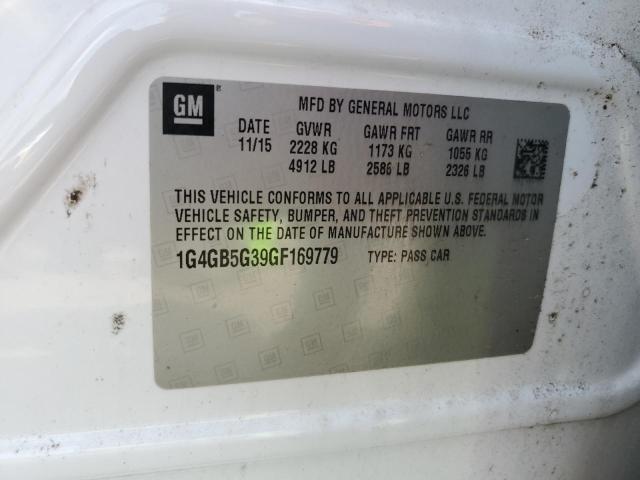 GM
MFD BY GENERAL MOTORS LLC
DATE GVWR GAWR FRT GAWR RR
11/15 2228 KG 1173 KG 1055 KG
4912 LB 2586 LB 2326 LB
THIS VEHICLE CONFORMS TO ALL APPLICABLE U.S. FEDERAL MOTOR
VEHICLE SAFETY, BUMPER, AND THEFT PREVENTION STANDARDS IN
EFFECT ON THE DATE OF MANUFACTURE SHOWN ABOVE.
1G4GB5G39GF169779 TYPE: PASS CAR